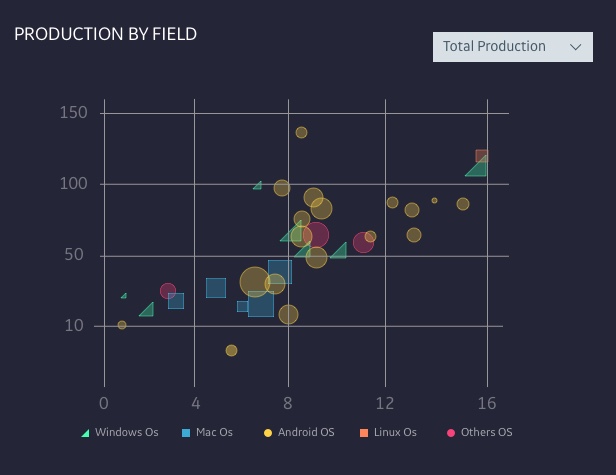 PRODUCTION BY FIELD
Total Production
150
100
50
10
0 4 8 12 16
Windows Os Mac Os Android OS Linux Os Others OS